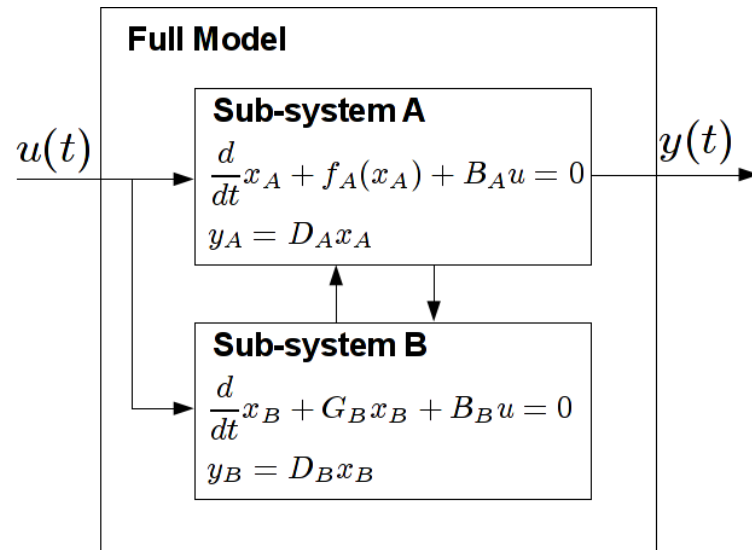 Full Model
Sub-system A
u(t)
y(t)
d/dt x_A + f_A(x_A) + B_A u = 0
y_A = D_A x_A
Sub-system B
d/dt x_B + G_B x_B + B_B u = 0
y_B = D_B x_B